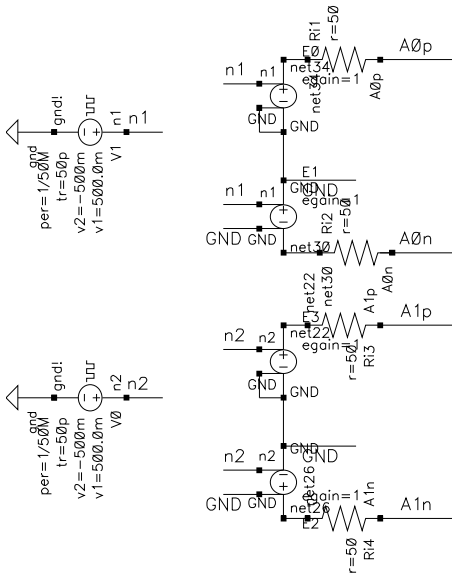 Ri1
r=50
E0
net34
egain=1
net34
A0p
A0p
n1
n1
GND
GND
gnd!
gnd
n1
n1
V1
per=1/50M
tr=50p
v2=-500m
v1=500.0m
E1
GND
GND
egain=1
n1
n1
GND
GND
net30
Ri2
r=50
A0n
A0n
net22
net30
E3
net22
egain=1
A1p
A1p
r=50
Ri3
n2
n2
GND
GND
gnd!
gnd
n2
n2
V0
per=1/50M
tr=50p
v2=-500m
v1=500.0m
GND
GND
n2
n2
GND
GND
net26
egain=1
net26
E2
A1n
A1n
r=50
Ri4